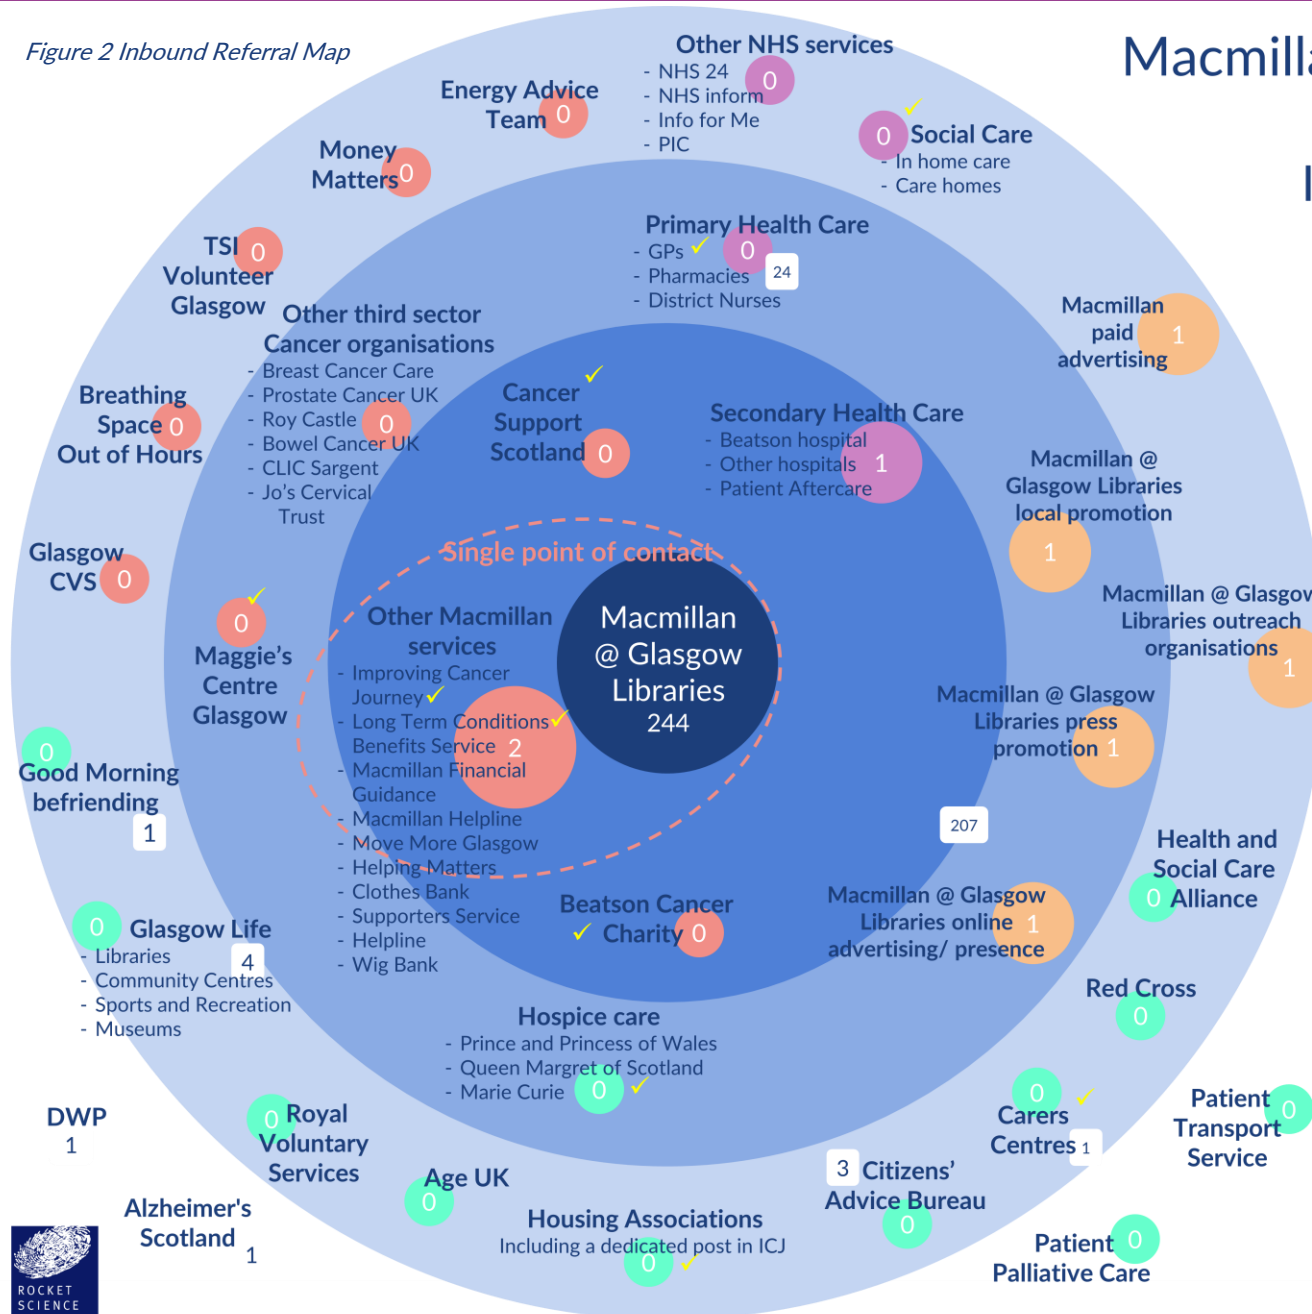 Figure 2 Inbound Referral Map
Macmilla
I
Other NHS services
- NHS 24
- NHS inform
- Info for Me
- PIC
0
Energy Advice
Team
0
0
Social Care
- In home care
- Care homes
Money
Matters
0
TSI
Volunteer
Glasgow
0
Primary Health Care
- GPs
- Pharmacies
- District Nurses
0
24
Macmillan
paid
advertising
1
Other third sector
Cancer organisations
- Breast Cancer Care
- Prostate Cancer UK
- Roy Castle
- Bowel Cancer UK
- CLIC Sargent
- Jo's Cervical
Trust
0
Breathing
Space
Out of Hours
0
Cancer
Support
Scotland
0
Secondary Health Care
- Beatson hospital
- Other hospitals
- Patient Aftercare
1
Macmillan @
Glasgow Libraries
local promotion
1
Glasgow
CVS
0
Single point of contact
Macmillan
@ Glasgow
Libraries
244
Macmillan @ Glasgow
Libraries outreach
organisations
1
0
Maggie's
Centre
Glasgow
Other Macmillan
services
- Improving Cancer
Journey
- Long Term Conditions
Benefits Service
- Macmillan Financial
Guidance
- Macmillan Helpline
- Move More Glasgow
- Helping Matters
- Clothes Bank
- Supporters Service
- Helpline
- Wig Bank
2
Macmillan @ Glasgow
Libraries press
promotion
1
0
Good Morning
befriending
1
207
Health and
Social Care
Alliance
0
Macmillan @ Glasgow
Libraries online
advertising/ presence
1
Beatson Cancer
Charity
0
0
Glasgow Life
- Libraries
- Community Centres
- Sports and Recreation
- Museums
4
Red Cross
0
Hospice care
- Prince and Princess of Wales
- Queen Margret of Scotland
- Marie Curie
0
0
Carers
Centres
1
Patient
Transport
Service
0
DWP
1
0
Royal
Voluntary
Services
Age UK
0
3
Citizens'
Advice Bureau
0
Alzheimer's
Scotland
1
Housing Associations
Including a dedicated post in ICJ
0
Patient
Palliative Care
0
ROCKET
SCIENCE